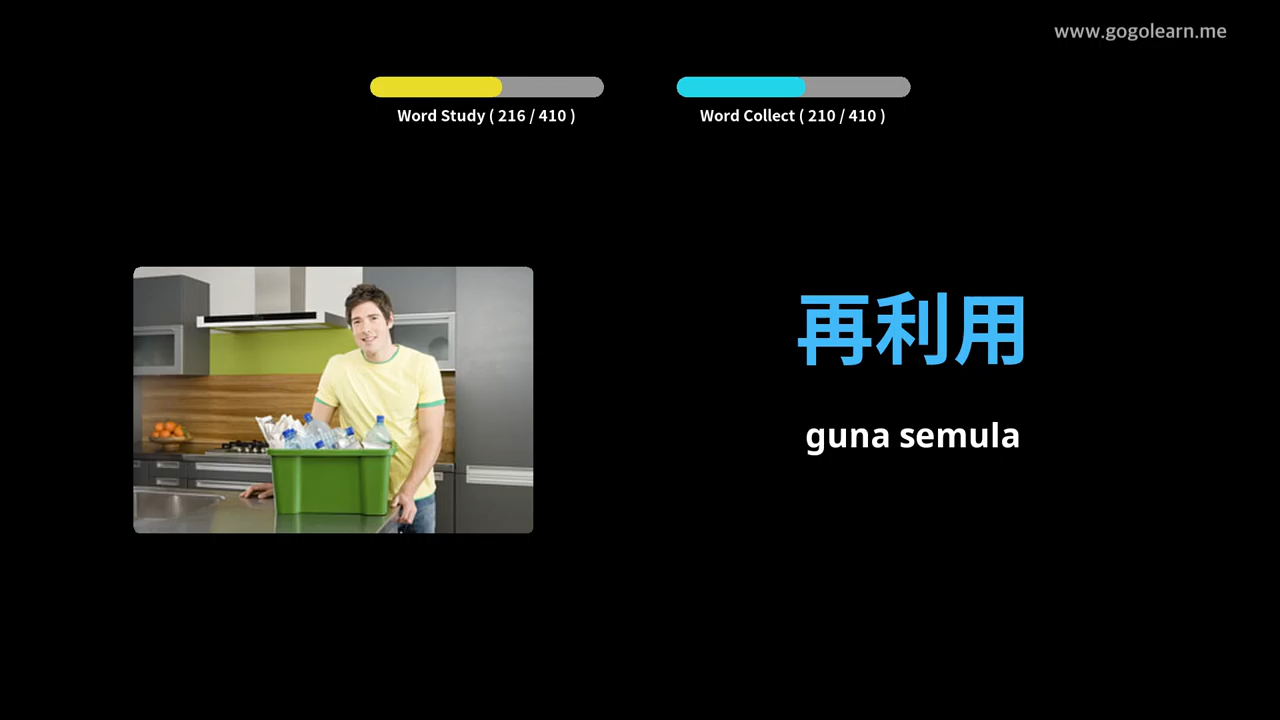 www.gogolearn.me
Word Study ( 216 / 410 )
Word Collect ( 210 / 410 )
再利用
guna semula